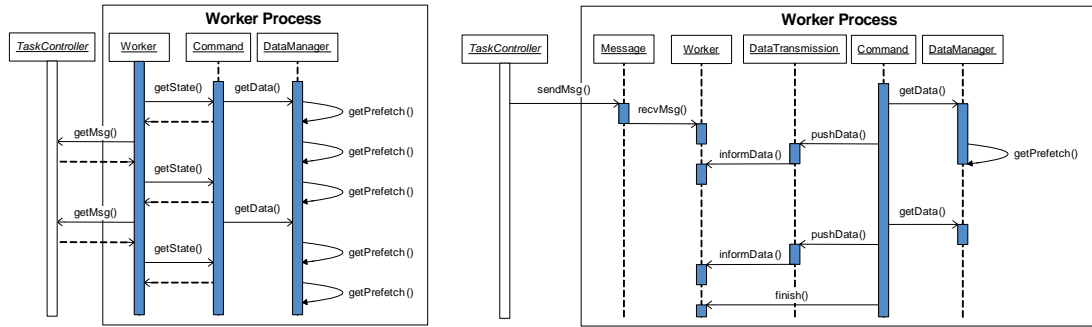 Worker Process
TaskController Worker Command DataManager
getState() getData()
getPrefetch()
getMsg()
getPrefetch()
getState()
getPrefetch()
getMsg() getData()
getState() getPrefetch()
getPrefetch()
Worker Process
TaskController Message Worker DataTransmission Command DataManager
sendMsg() getData()
recvMsg()
pushData()
informData() getPrefetch()
getData()
pushData()
informData()
finish()